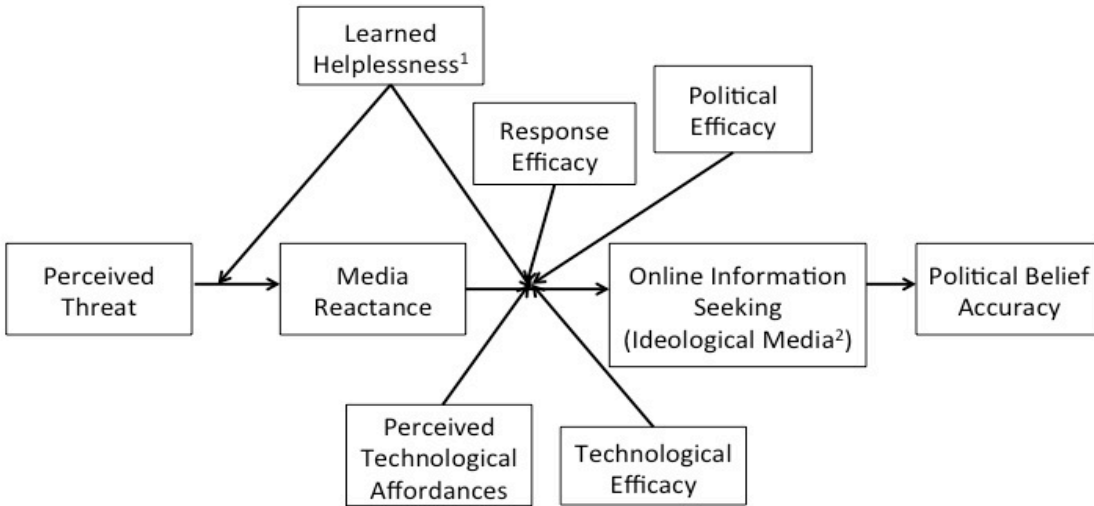 Learned
Helplessness¹
Political
Efficacy
Response
Efficacy
Perceived
Threat
Media
Reactance
Online Information
Seeking
(Ideological Media²)
Political Belief
Accuracy
Perceived
Technological
Affordances
Technological
Efficacy